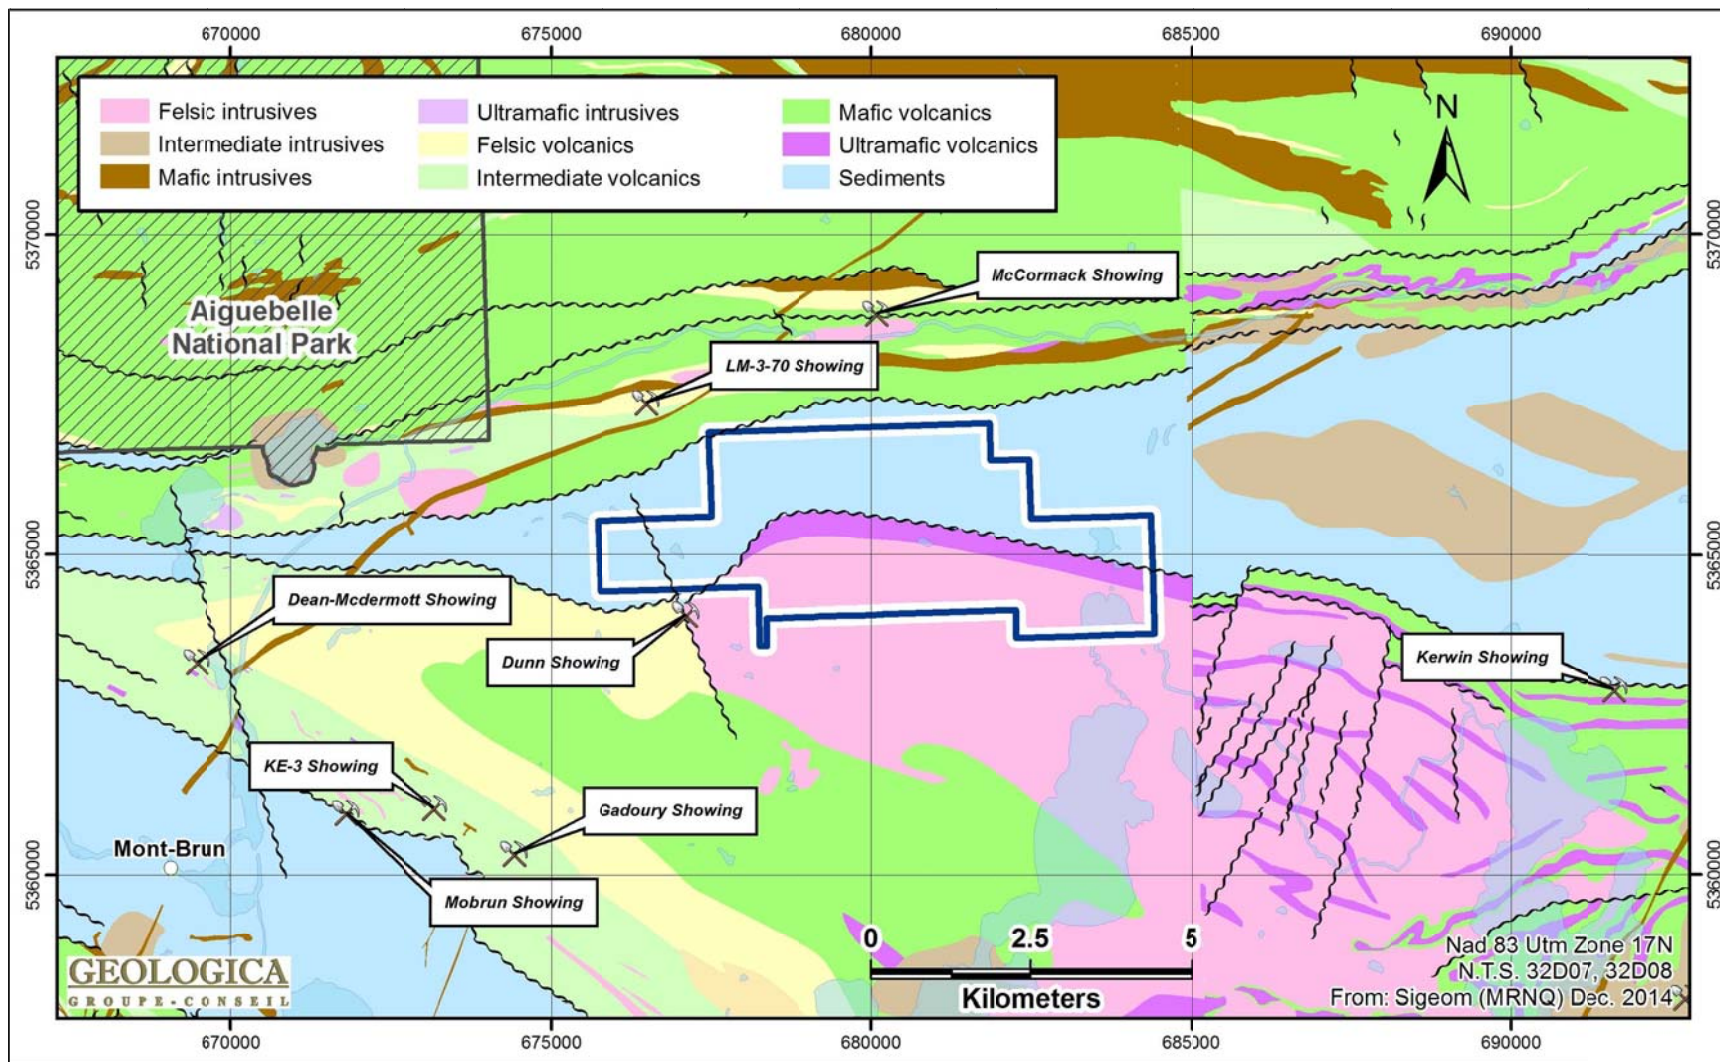 670000 675000 680000 685000 690000
Felsic intrusives
Intermediate intrusives
Mafic intrusives
Ultramafic intrusives
Felsic volcanics
Intermediate volcanics
Mafic volcanics
Ultramafic volcanics
Sediments
N
5370000
5370000
McCormack Showing
Aiguebelle
National Park
LM-3-70 Showing
5365000
5365000
Dean-Mcdermott Showing
Dunn Showing
Kerwin Showing
KE-3 Showing
Gadoury Showing
Mont-Brun
5360000
5360000
Mobrun Showing
0 2.5 5
Kilometers
Nad 83 Utm Zone 17N
N.T.S. 32D07, 32D08
From: Sigeom (MRNQ) Dec. 2014
GEOLOGICA
GROUPE-CONSEIL
670000 675000 680000 685000 690000